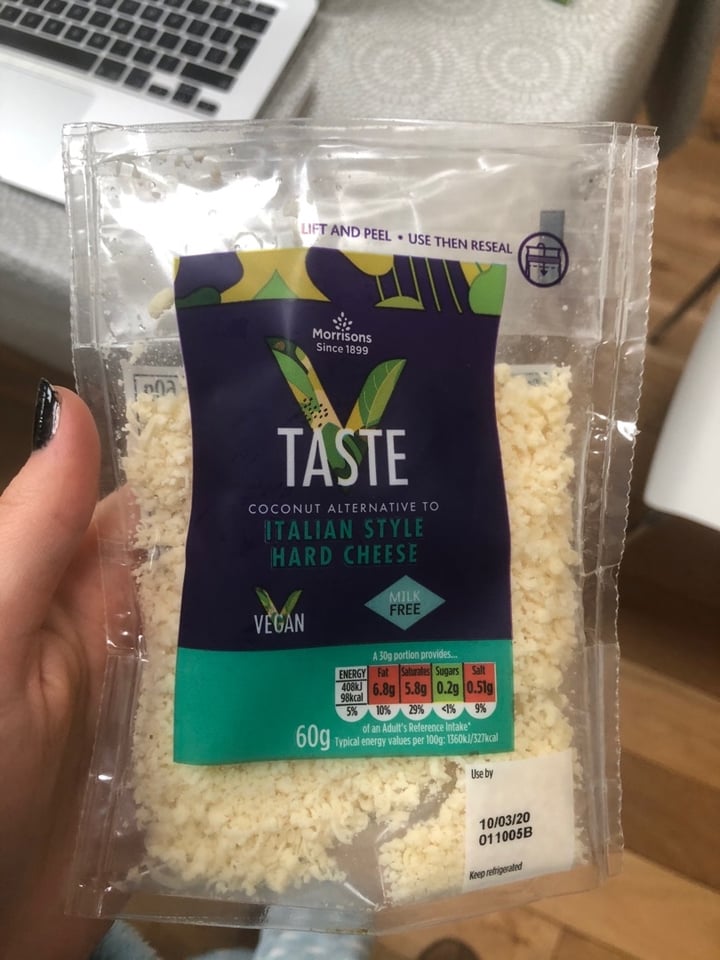 LIFT AND PEEL • USE THEN RESEAL
Morrisons
Since 1899
V
TASTE
COCONUT ALTERNATIVE TO
ITALIAN STYLE
HARD CHEESE
VEGAN
MILK
FREE
A 30g portion provides...
ENERGY Fat Saturates Sugars Salt
408kJ
98kcal 6.8g 5.8g 0.2g 0.51g
5% 10% 29% <1% 9%
of an Adult's Reference Intake*
60g Typical energy values per 100g: 1360kJ/327kcal
Use by
10/03/20
011005B
Keep refrigerated